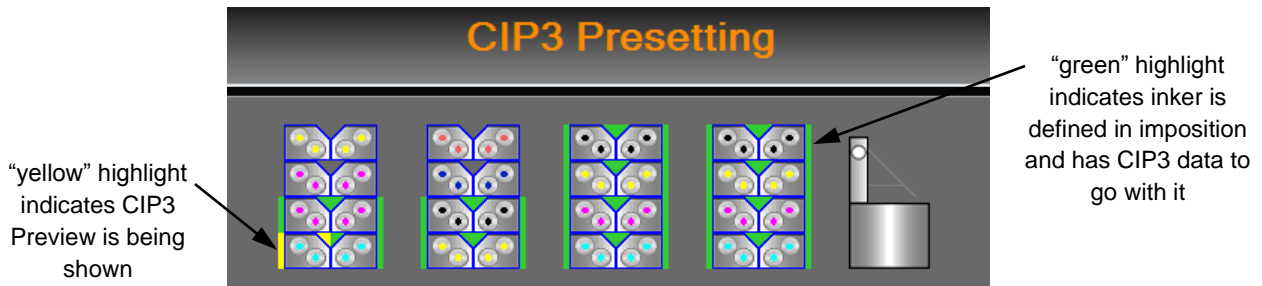 CIP3 Presetting
“yellow” highlight
indicates CIP3
Preview is being
shown
“green” highlight
indicates inker is
defined in imposition
and has CIP3 data to
go with it